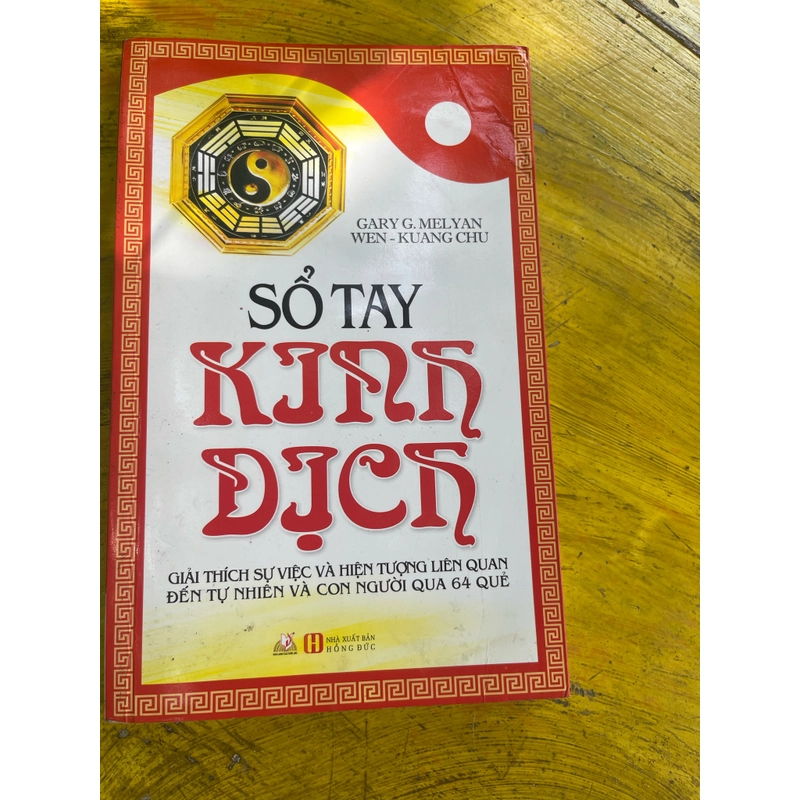 GARY G. MELYAN
WEN - KUANG CHU
SỔ TAY
KINH
DỊCH
GIẢI THÍCH SỰ VIỆC VÀ HIỆN TƯỢNG LIÊN QUAN
ĐẾN TỰ NHIÊN VÀ CON NGƯỜI QUA 64 QUẺ
NHÀ XUẤT BẢN
HỒNG ĐỨC